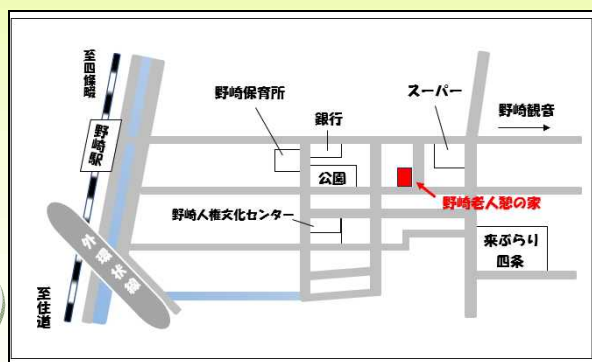 至四條畷
野崎駅
外環状線
至住道
野崎保育所
銀行
公園
スーパー
野崎観音
野崎老人憩の家
野崎人権文化センター
来ぶらり
四条